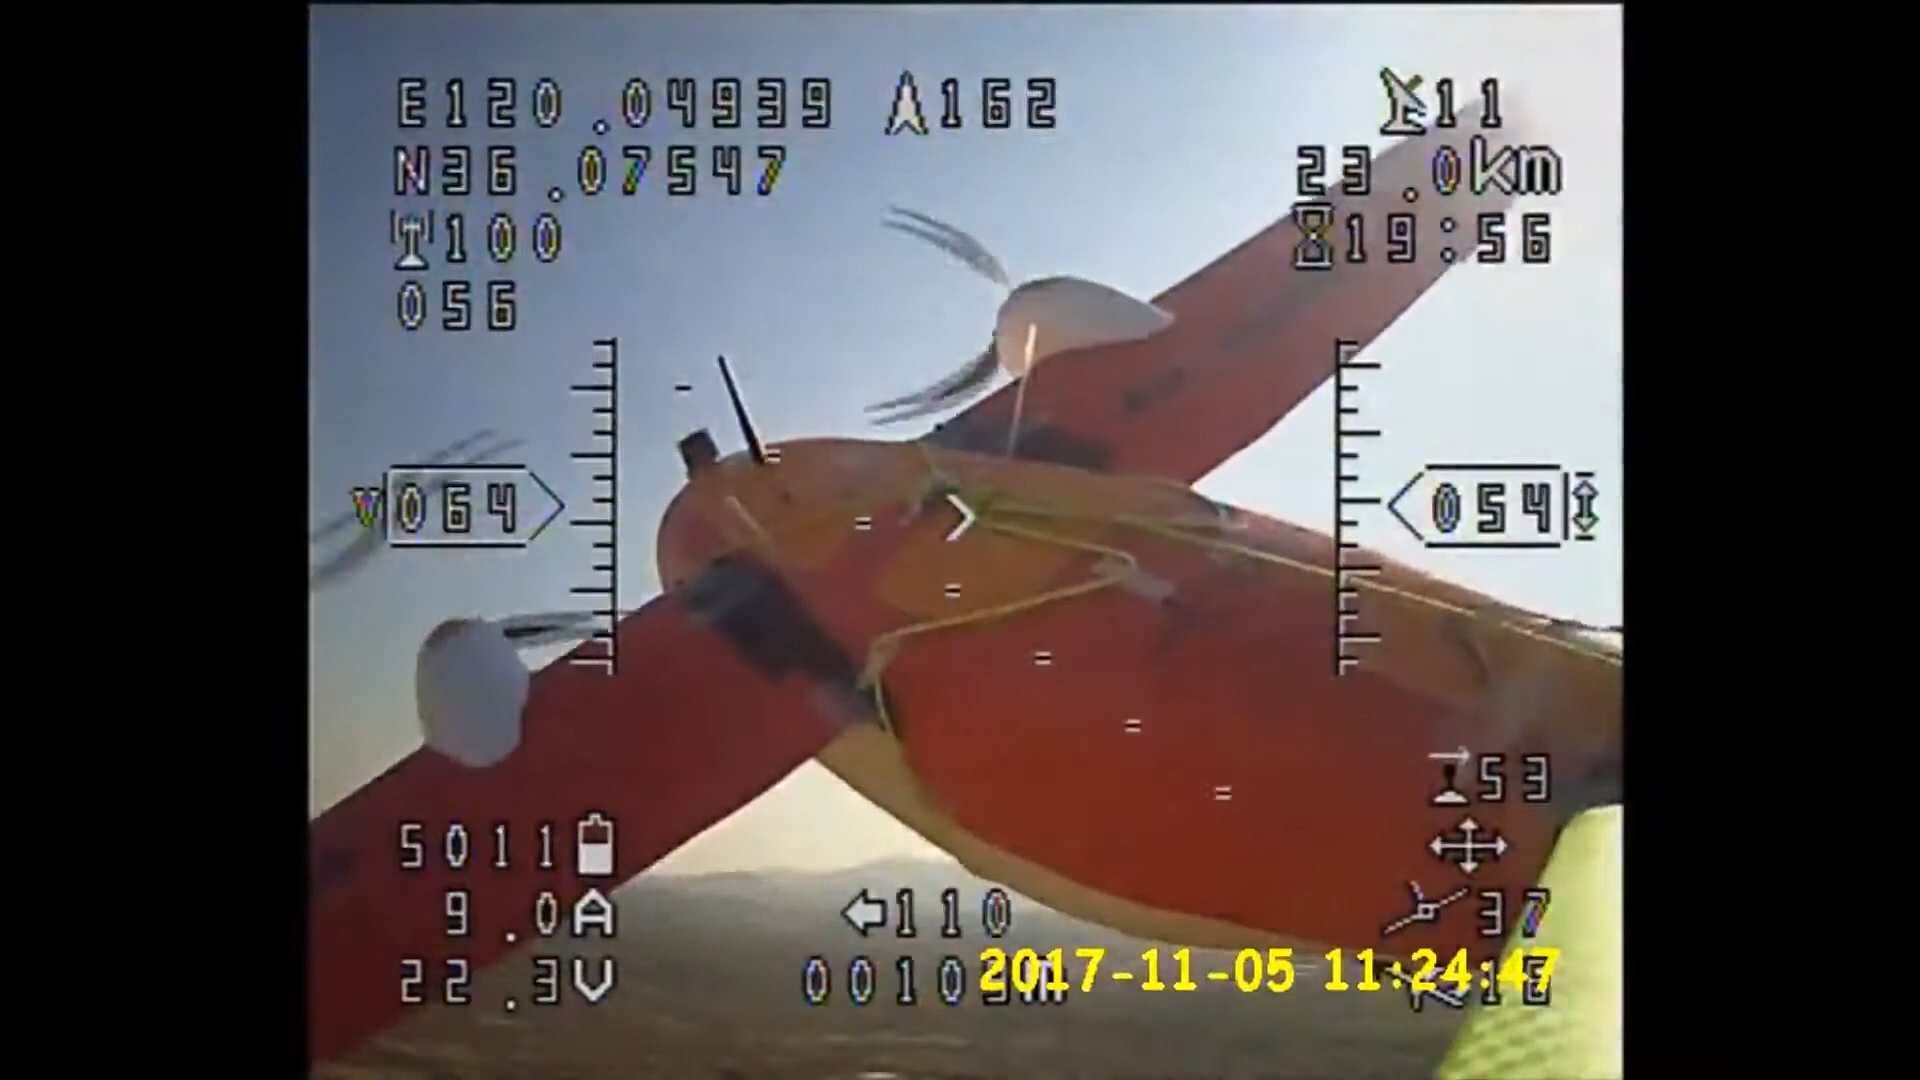 E120.04939 162 11
N36.07547 23.0km
100 19:56
056
V 064 054
53
5011
9.0A 110 37
22.3V
2017-11-05 11:24:47